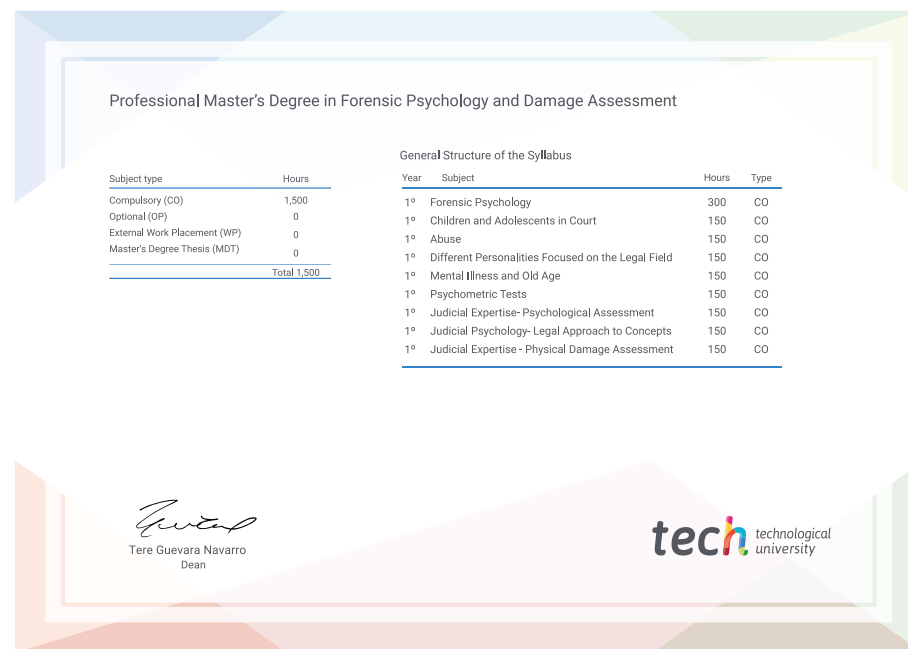 Professional Master's Degree in Forensic Psychology and Damage Assessment
Subject type Hours
Compulsory (CO) 1,500
Optional (OP) 0
External Work Placement (WP) 0
Master's Degree Thesis (MDT) 0
Total 1,500
General Structure of the Syllabus
Year Subject Hours Type
1º Forensic Psychology 300 CO
1º Children and Adolescents in Court 150 CO
1º Abuse 150 CO
1º Different Personalities Focused on the Legal Field 150 CO
1º Mental Illness and Old Age 150 CO
1º Psychometric Tests 150 CO
1º Judicial Expertise- Psychological Assessment 150 CO
1º Judicial Psychology- Legal Approach to Concepts 150 CO
1º Judicial Expertise - Physical Damage Assessment 150 CO
Tere Guevara Navarro
Dean
tech technological
university